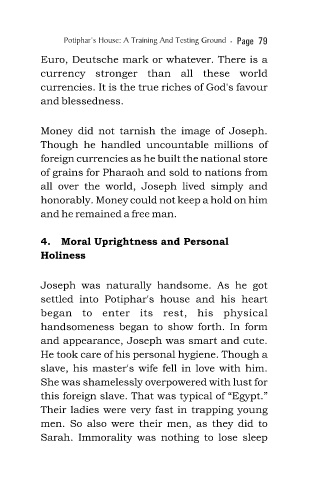 Potiphar's House: A Training And Testing Ground • Page 79
Euro, Deutsche mark or whatever. There is a
currency stronger than all these world
currencies. It is the true riches of God's favour
and blessedness.
Money did not tarnish the image of Joseph.
Though he handled uncountable millions of
foreign currencies as he built the national store
of grains for Pharaoh and sold to nations from
all over the world, Joseph lived simply and
honorably. Money could not keep a hold on him
and he remained a free man.
4. Moral Uprightness and Personal
Holiness
Joseph was naturally handsome. As he got
settled into Potiphar's house and his heart
began to enter its rest, his physical
handsomeness began to show forth. In form
and appearance, Joseph was smart and cute.
He took care of his personal hygiene. Though a
slave, his master's wife fell in love with him.
She was shamelessly overpowered with lust for
this foreign slave. That was typical of “Egypt.”
Their ladies were very fast in trapping young
men. So also were their men, as they did to
Sarah. Immorality was nothing to lose sleep